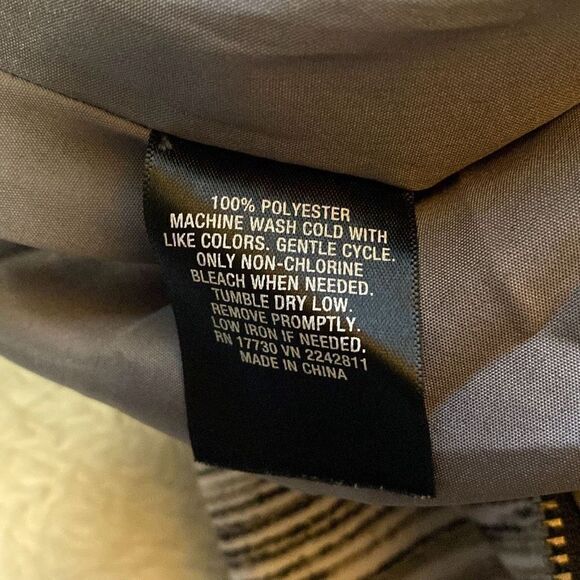 100% POLYESTER
MACHINE WASH COLD WITH
LIKE COLORS. GENTLE CYCLE.
ONLY NON-CHLORINE
BLEACH WHEN NEEDED.
TUMBLE DRY LOW.
REMOVE PROMPTLY.
LOW IRON IF NEEDED.
RN 17730 VN 2242811
MADE IN CHINA